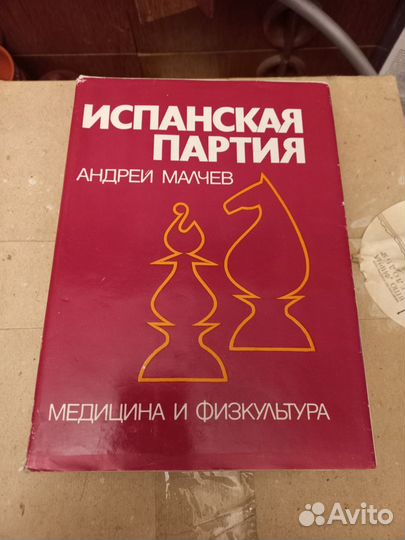 ИСПАНСКАЯ
ПАРТИЯ
АНДРЕИ МАЛЧЕВ
МЕДИЦИНА И ФИЗКУЛЬТУРА
Avito